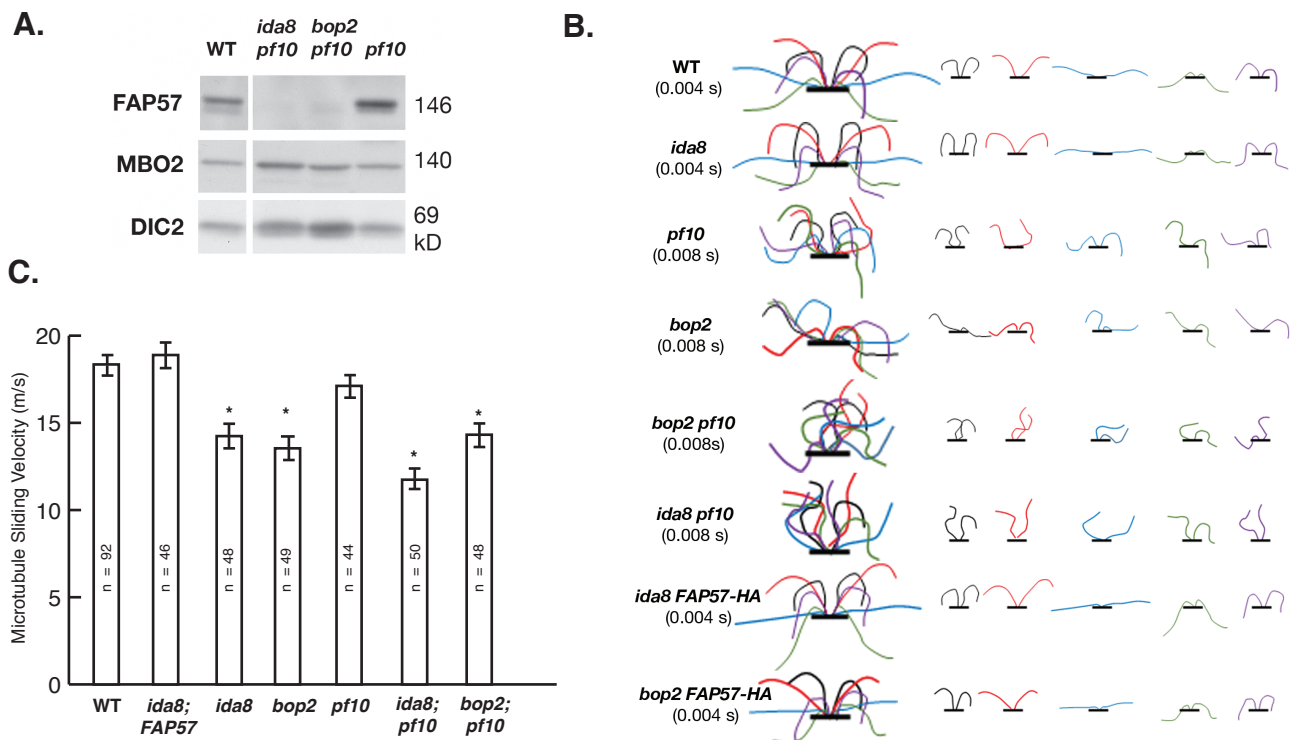 A.
WT
ida8 pf10
bop2 pf10
pf10
FAP57
146
MBO2
140
DIC2
69 kD
B.
WT
(0.004 s)
ida8
(0.004 s)
pf10
(0.008 s)
bop2
(0.008 s)
bop2 pf10
(0.008s)
ida8 pf10
(0.008 s)
ida8 FAP57-HA
(0.004 s)
bop2 FAP57-HA
(0.004 s)
C.
Microtubule Sliding Velocity (m/s)
20
15
10
5
0
* * * *
n = 92
n = 46
n = 48
n = 49
n = 44
n = 50
n = 48
WT
ida8; FAP57
ida8
bop2
pf10
ida8; pf10
bop2; pf10